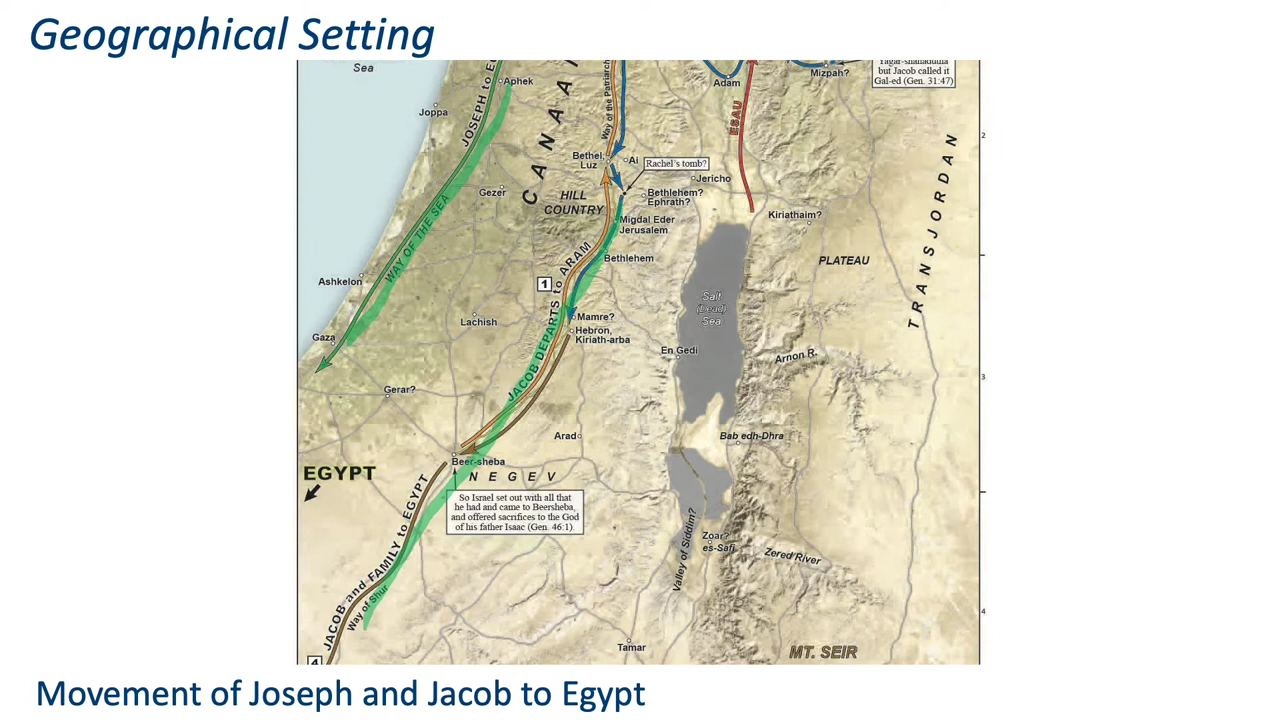 Geographical Setting
Sea
Aphek
JOSEPH to E
Joppa
CANAA
Way of the Patriarch
Adam
ESAU
Mizpah?
but Jacob called it
Gal-ed (Gen. 31:47)
2
Bethel,
Luz
Ai
Rachel's tomb?
Jericho
Gezer
HILL
COUNTRY
Bethlehem?
Ephrath?
Migdal Eder
Jerusalem
Kiriathaim?
TRANSJORDAN
WAY OF THE SEA
PLATEAU
Bethlehem
Ashkelon
1
JACOB DEPARTS to ARAM
Salt
(Dead)
Sea
Lachish
Mamre?
Hebron,
Kiriath-arba
Gaza
En Gedi
Arnon R.
3
Gerar?
Arad
Bab edh-Dhra
Beer-sheba
NEGEV
EGYPT
So Israel set out with all that
he had and came to Beersheba,
and offered sacrifices to the God
of his father Isaac (Gen. 46:1).
JACOB and FAMILY to EGYPT
Way of Shur
Valley of Siddim?
Zoar?
es-Safi
Zered River
4
Tamar
MT. SEIR
4
Movement of Joseph and Jacob to Egypt